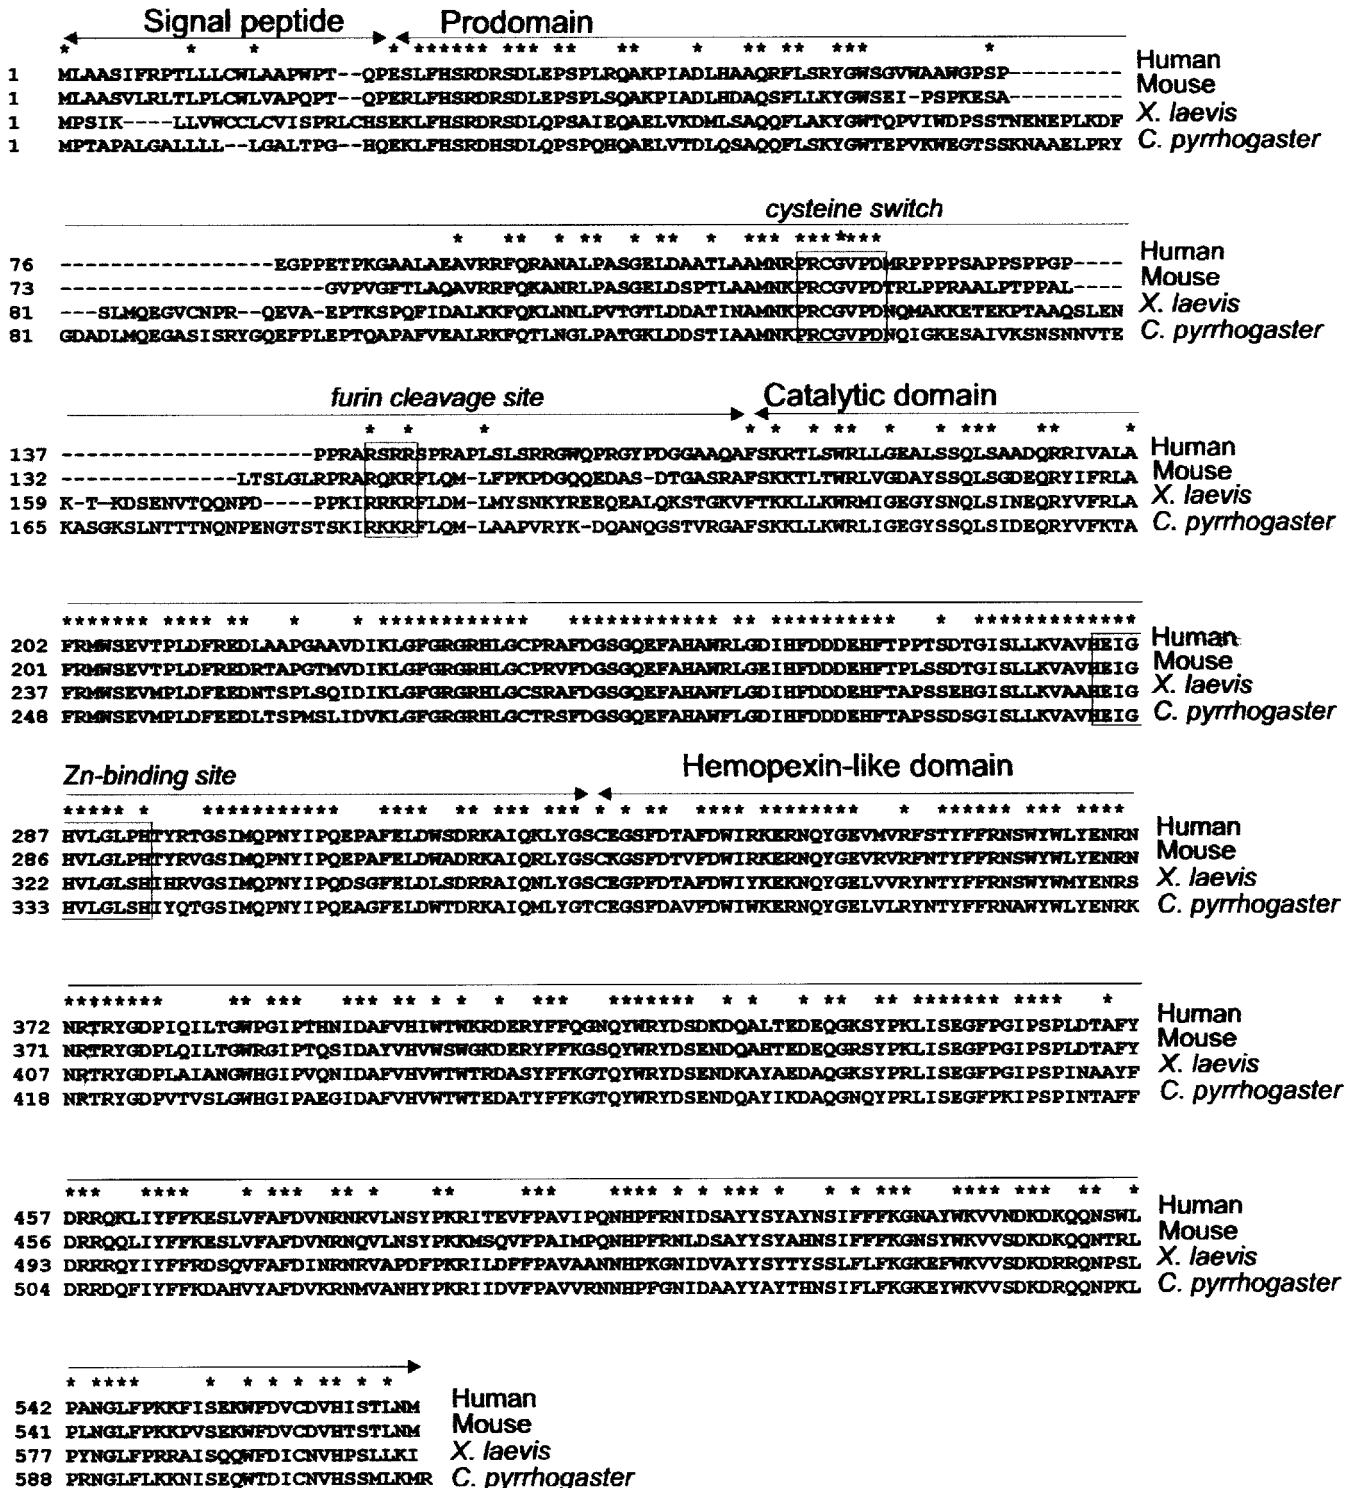 Signal peptide Prodomain
* * * * ****** *** ** ** * ** ** *** *
1 MLAASIFRPTLLLCWLAAPWPT--QPESLFHSRDRSDLEPSPLRQAKPIADLHAAQRFLSRYGWSGVWAAWGPSP--------- Human
1 MLAASVLRLTLPLCWLVAPQPT--QPERLFHSRDRSDLEPSPLSQAKPIADLHDAQSFLLKYGWSEI-PSPKESA--------- Mouse
1 MPSIK----LLVWCCLCVISPRLCHSEKLFHSRDRSDLQPSAIEQAELVKDMLSAQQFLAKYGWTQPVIWDPSSTNENEPLKDF X. laevis
1 MPTAPALGALLLL--LGALTPG--HQEKLFHSRDHSDLQPSPQHQAELVTDLQSAQQFLSKYGWTEPVKWEGTSSKNAAELPRY C. pyrrhogaster
cysteine switch
* ** * ** * ** * *** ********
76 -----------------EGPPETPKGAALAEAVRRFQRANALPASGELDAATLAAMNRPRCGVPDMRPPPPSAPPSPPGP---- Human
73 ---------------------GVPVGFTLAQAVRRFQKANRLPASGELDSPTLAAMNKPRCGVPDTRLPPRAALPTPPAL---- Mouse
81 ---SLMQEGVCNPR--QEVA-EPTKSPQFIDALKKFQKLNNLPVTGTLDDATINAMNKPRCGVPDNQMAKKETEKPTAAQSLEN X. laevis
81 GDADLMQEGASISRYGQEFPLEPTQAPAFVEALRKFQTLNGLPATGKLDDSTIAAMNKPRCGVPDNQIGKESAIVKSNSNNVTE C. pyrrhogaster
furin cleavage site Catalytic domain
* * * * * * ** * * *** ** *
137 --------------------PPRARSRRSPRAPLSLSRRGWQPRGYPDGGAAQAFSKRTLSWRLLGEALSSQLSAADQRRIVALA Human
132 --------------LTSLGLRPRARQKRFLQM-LFPKPDGQQEDAS-DTGASRAFSKKTLTWRLVGDAYSSQLSGDEQRYIFRLA Mouse
159 K-T-KDSENVTQQNPD----PPKIRRKRFLDM-LMYSNKYREEQEALQKSTGKVFTKKLLKWRMIGEGYSNQLSINEQRYVFRLA X. laevis
165 KASGKSLNTTTNQNPENGTSTSKIRKKRFLQM-LAAPVRYK-DQANQGSTVRGAFSKKLLKWRLIGEGYSSQLSIDEQRYVFKTA C. pyrrhogaster
******* **** ** * * ************* ************************** *****************
202 FRMWSEVTPLDFREDLAAPGAAVDIKLGFGRGRHLGCPRAFDGSGQEFAHAWRLGDIHFDDDEHFTPPTSDTGISLLKVAVHEIG Human
201 FRMWSEVTPLDFREDRTAPGTMVDIKLGFGRGRHLGCPRVFDGSGQEFAHAWRLGDIHFDDDEHFTPLSSDTGISLLKVAVHEIG Mouse
237 FRMWSEVMPLDFEEDNTSPLSQIDIKLGFGRGRHLGCSRAFDGSGQEFAHAWFLGEIHFDDDEHFTAPSSEHGISLLKVAAHEIG X. laevis
248 FRMWSEVMPLDFEEDLTSPMSLIDVKLGFGRGRHLGCTRSFDGSGQEFAHAWFLGDIHFDDDEHFTAPSSDSGISLLKVAVHEIG C. pyrrhogaster
Zn-binding site Hemopexin-like domain
***** * *********** **** ** *** *** * * ** **** ******** * ******* ****
287 HVLGLPHTYRTGSIMQPNYIPQEPAFELDWSDRKAIQKLYGSCEGSFDTAFDWIRKERNQYGEVMVRFSTYFFRNSWYWLYENRN Human
286 HVLGLPHTYRVGSIMQPNYIPQEPAFELDWADRKAIQRLYGSCKGSFDTVFDWIRKERNQYGEVRVRFNTYFFRNSWYWLYENRN Mouse
322 HVLGLSHIHRVGSIMQPNYIPQDSGFELDLSDRRAIQNLYGSCEGPFDTAFDWIYKEKNQYGELVVRYNTYFFRNSWYWMYENRS X. laevis
333 HVLGLSHIYQTGSIMQPNYIPQEAGFELDWTDRKAIQMLYGTCEGSFDAVFDWIWKERNQYGELVLRYNTYFFRNAWYWLYENRK C. pyrrhogaster
******** ** *** *** ** * * * *** ******* * * * ** ** ******* **** *
372 NRTRYGDPIQILTGWPGIPTHNIDAFVHIWTWKRDERYFFQGNQYWRYDSDKDQALTEDEQGKSYPKLISEGFPGIPSPLDTAFY Human
371 NRTRYGDPLQILTGWRGIPTQSIDAYVHVWSWGKDERYFFKGSQYWRYDSENDQAHTEDEQGRSYPKLISEGFPGIPSPLDTAFY Mouse
407 NRTRYGDPLAIANGWHGIPVQNIDAFVHVWTWTRDASYFFKGTQYWRYDSENDKAYAEDAQGKSYPRLISEGFPGIPSPINAAYF X. laevis
418 NRTRYGDPVTVSLGWHGIPAEGIDAFVHVWTWTEDATYFFKGTQYWRYDSENDQAYIKDAQGNQYPRLISEGFPKIPSPINTAFF C. pyrrhogaster
*** **** * *** ** * ** *** **** * * *** ** * **** **** *** ** *
457 DRRQKLIYFFKESLVFAFDVNRNRVLNSYPKRITEVFPAVIPQNHPFRNIDSAYYSYAYNSIFFFKGNAYWKVVNDKDKQQNSWL Human
456 DRRQQLIYFFKESLVFAFDVNRNQVLNSYPKKMSQVFPAIMPQNHPFRNLDSAYYSYAHNSIFFFKGNSYWKVVSDKDKQQNTRL Mouse
493 DRRRQYIYFFRDSQVFAFDINRNRVAPDFPKRILDFFPAVAANNHPKGNIDVAYYSYTYSSLFLFKGKEFWKVVSDKDRRQNPSL X. laevis
504 DRRDQFIYFFKDAHVYAFDVKRNMVANHYPKRIIDVFPAVVRNNHPFGNIDAAYYAYTHNSIFLFKGKEYWKVVSDKDRQQNPKL C. pyrrhogaster
* **** * * * * ** * *
542 PANGLFPKKFISEKWFDVCDVHISTLNM Human
541 PLNGLFPKKPVSEKWFDVCDVHTSTLNM Mouse
577 PYNGLFPRRAISQQWFDICNVHPSLLKI X. laevis
588 PRNGLFLKKNISEQWTDICNVHSSMLKMR C. pyrrhogaster